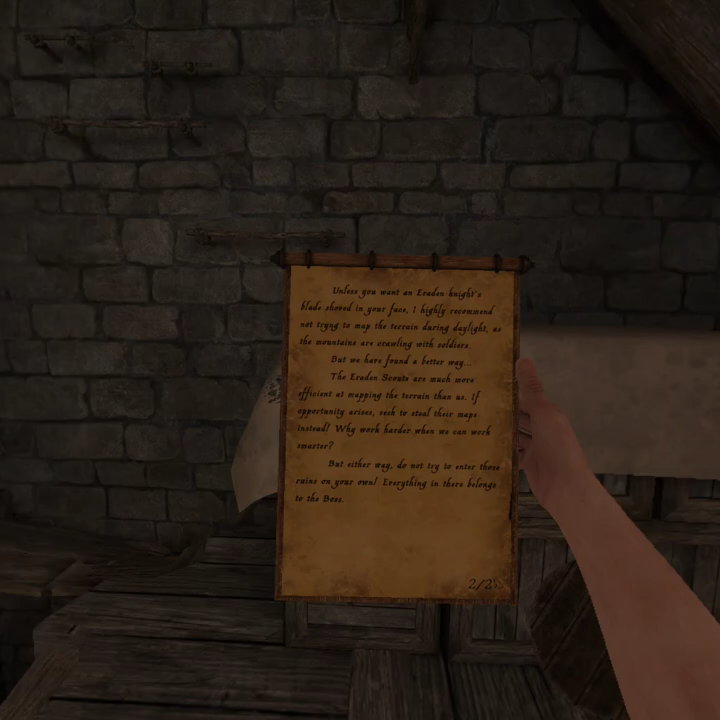 Unless you want an Eraden knight's
blade shoved in your face, I highly recommend
not tryng to map the terrain during daylight, as
the mountains are crawling with soldiers.
But we have found a better way...
The Eraden Scouts are much more
efficient at mapping the terrain than us. If
opportunity arises, seek to steal their maps
instead! Why work harder when we can work
smarter?
But either way, do not try to enter those
ruins on your own! Everything in there belongs
to the Boss.
2/2